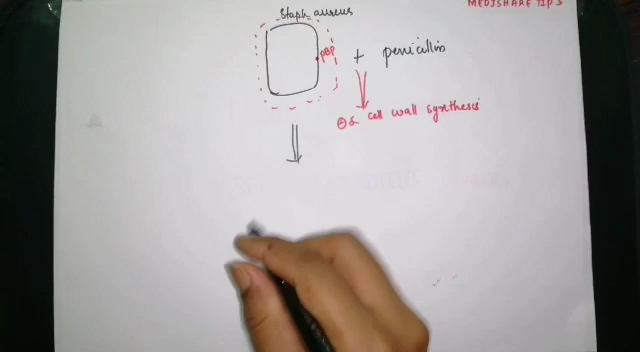 MEDISHARE TIPS
Staph aureus
PBP + penicillin
⊖s cell wall synthesis